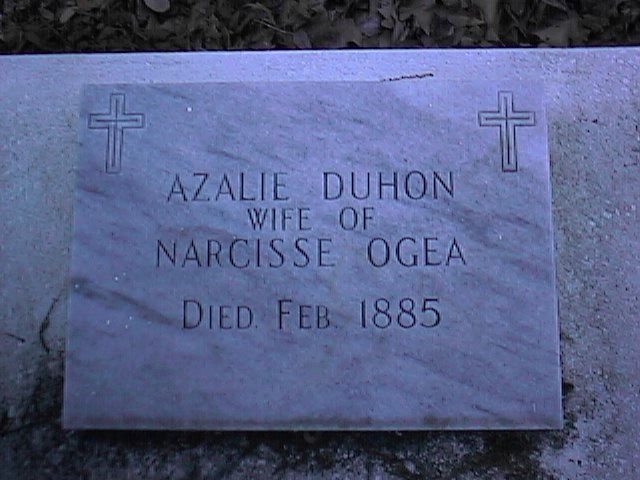 AZALIE DUHON
WIFE OF
NARCISSE OGEA
DIED. FEB. 1885